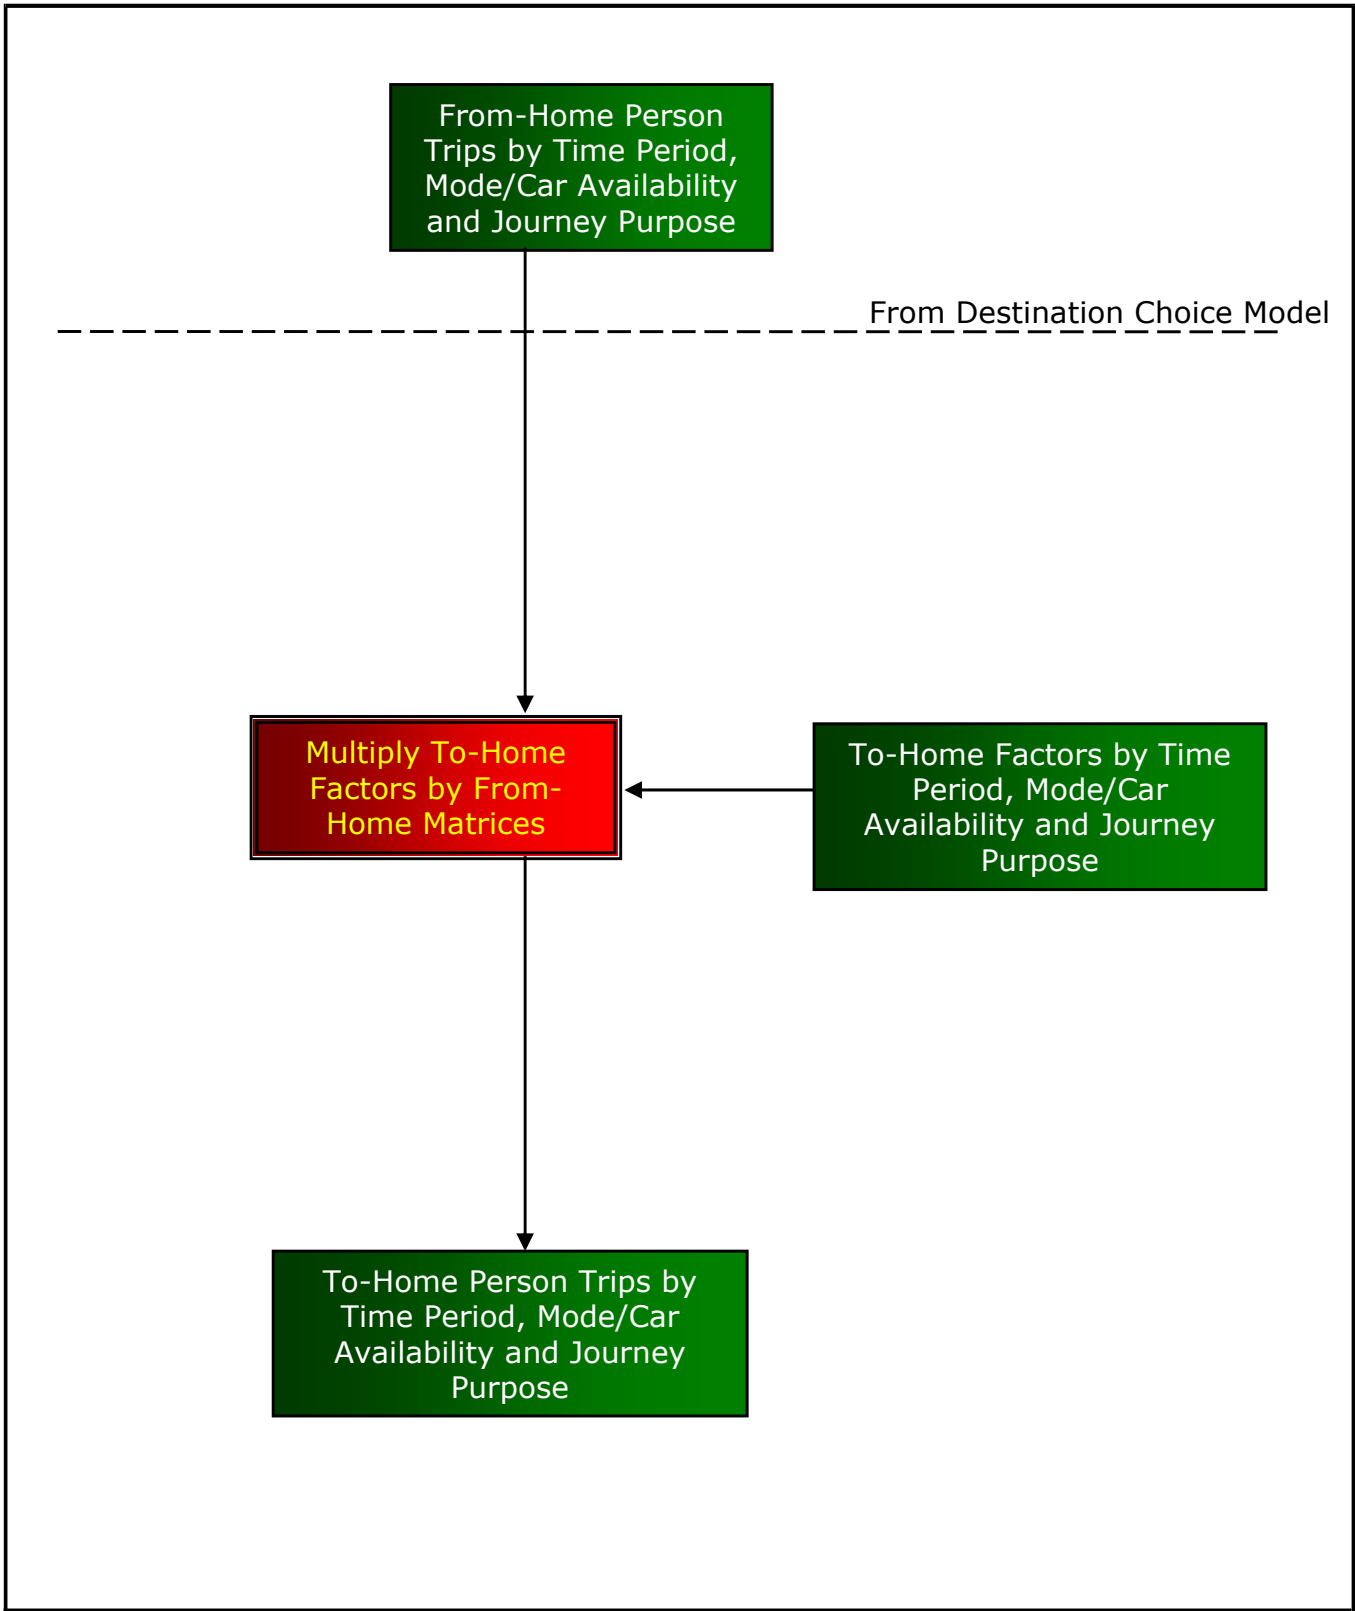 From-Home Person
Trips by Time Period,
Mode/Car Availability
and Journey Purpose
From Destination Choice Model
Multiply To-Home
Factors by From-
Home Matrices
To-Home Factors by Time
Period, Mode/Car
Availability and Journey
Purpose
To-Home Person Trips by
Time Period, Mode/Car
Availability and Journey
Purpose